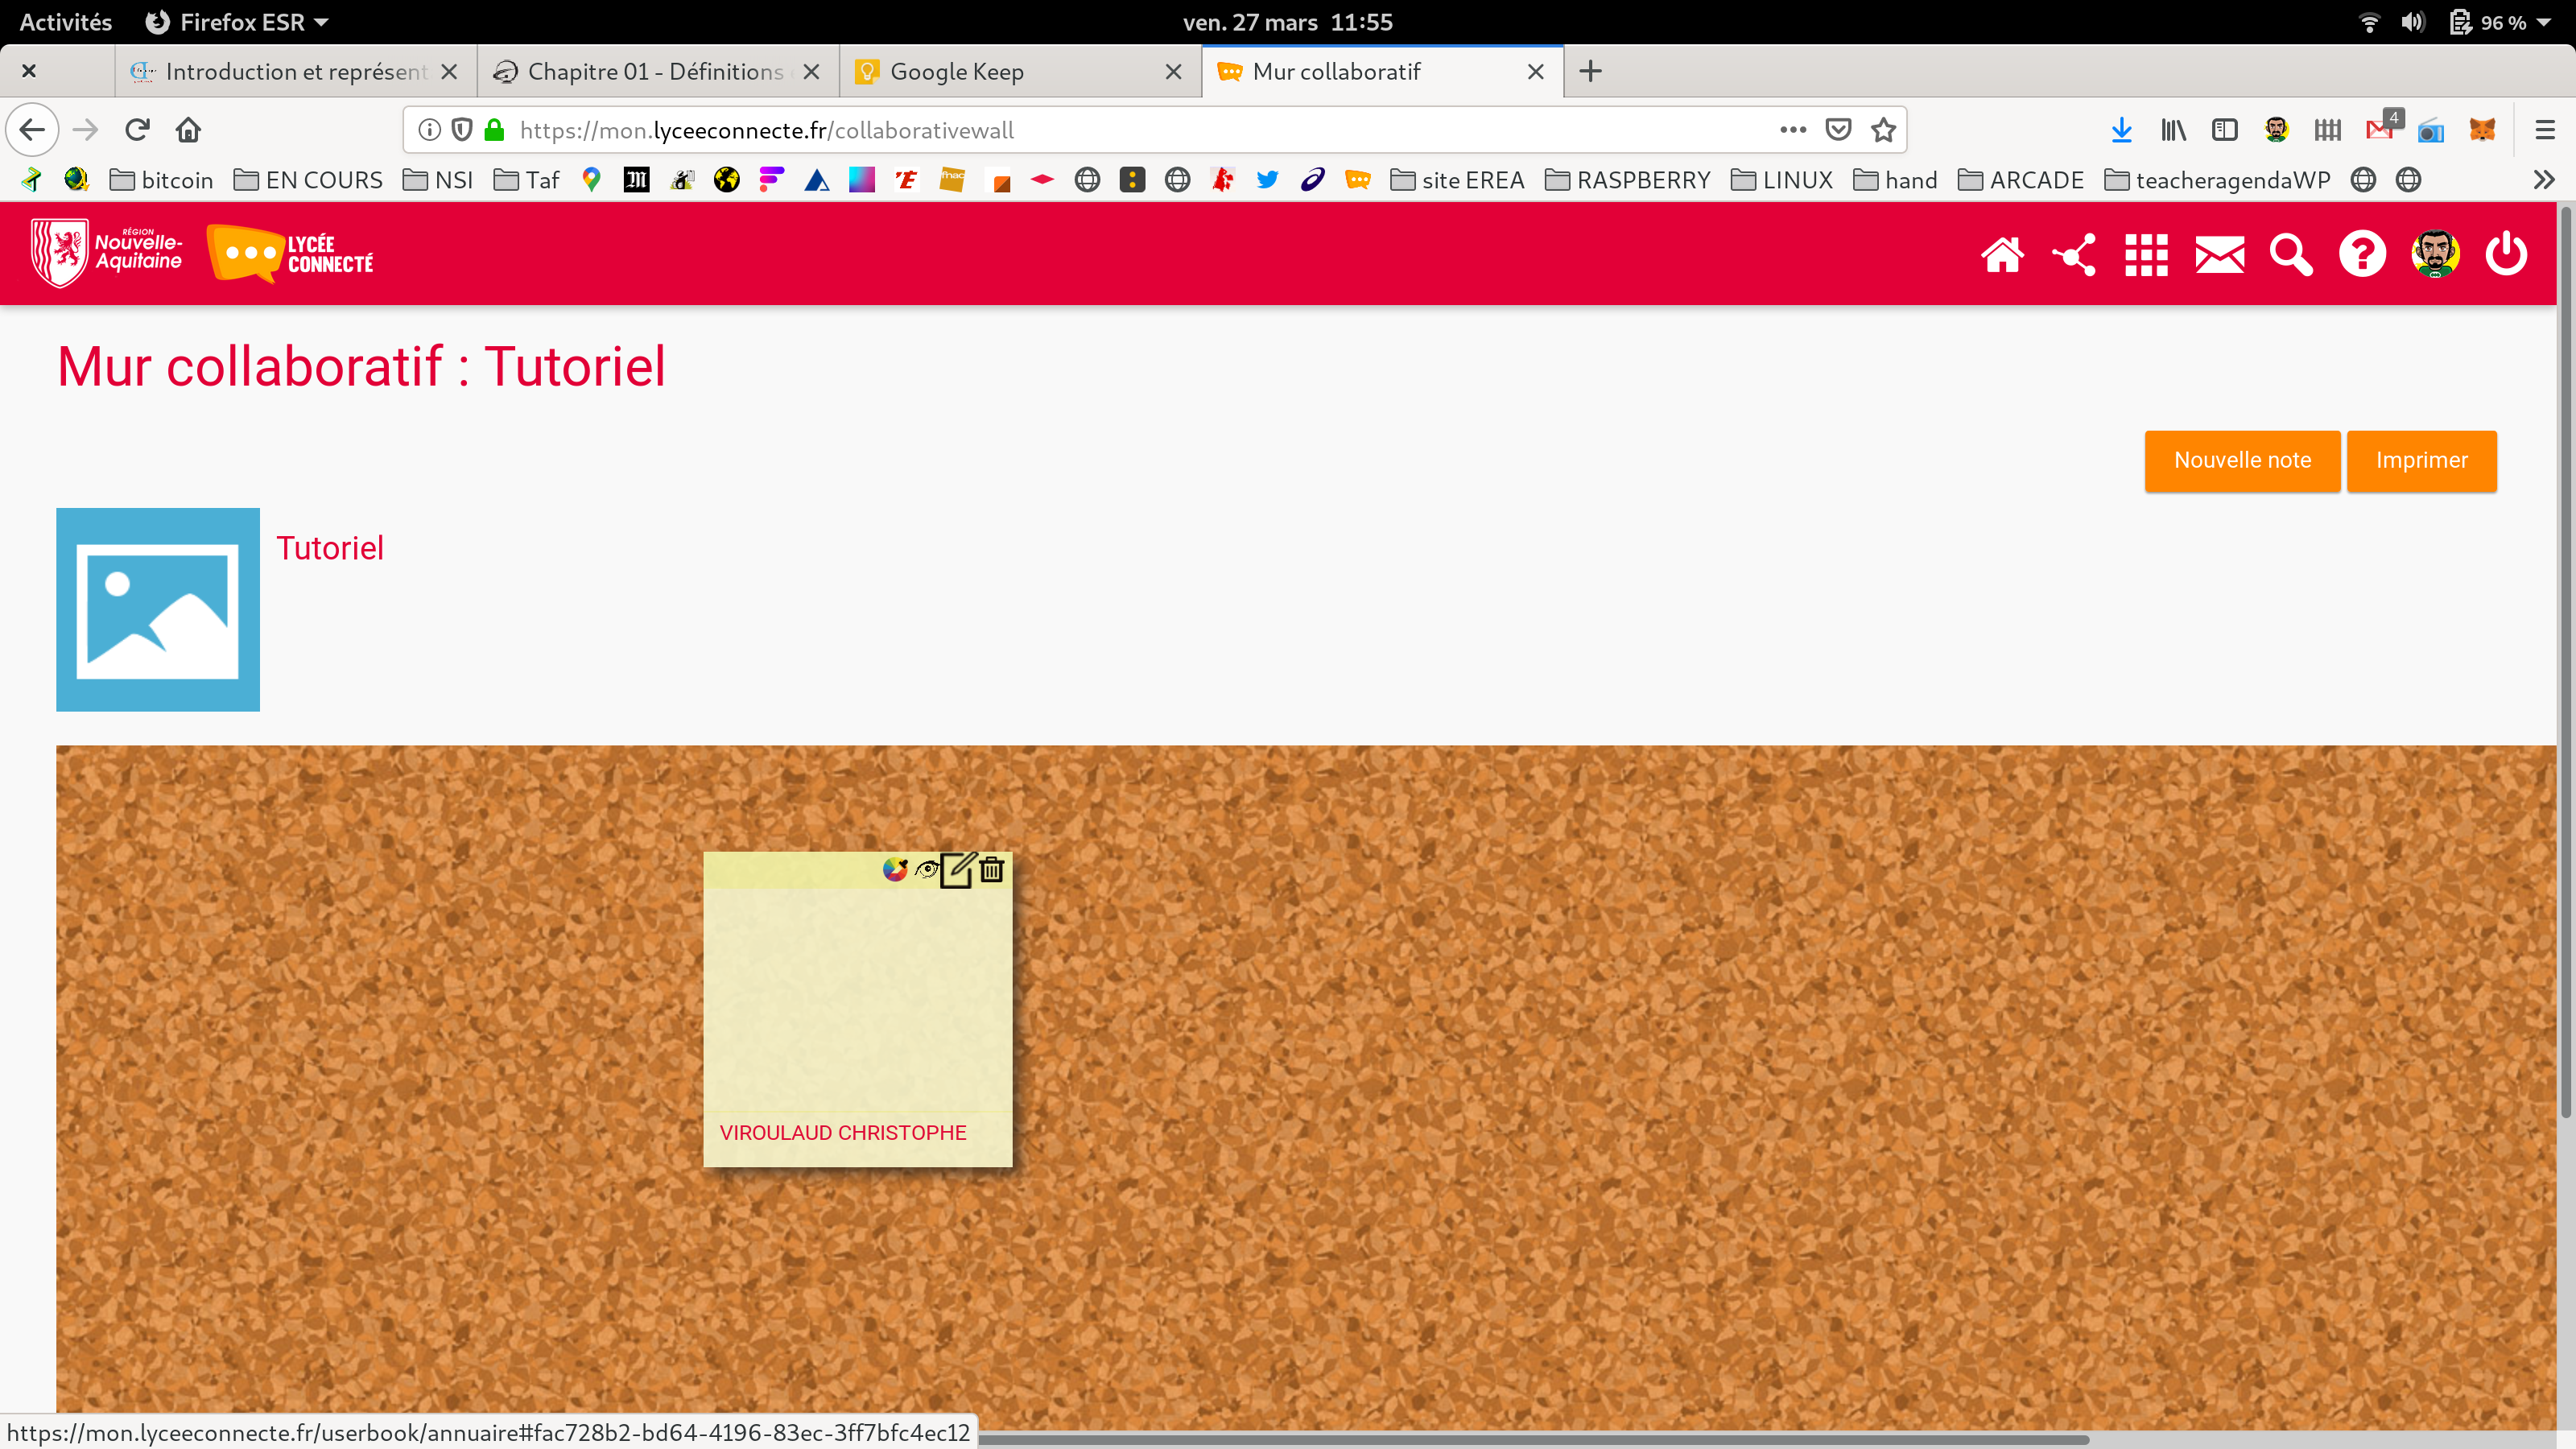 Activités Firefox ESR ven. 27 mars 11:55 96 %
Introduction et représent Chapitre 01 - Définitions Google Keep Mur collaboratif
https://mon.lyceeconnecte.fr/collaborativewall 4
bitcoin EN COURS NSI Taf M fnac site EREA RASPBERRY LINUX hand ARCADE teacheragendaWP
RÉGION
Nouvelle-
Aquitaine
LYCÉE
CONNECTÉ
Mur collaboratif : Tutoriel
Nouvelle note Imprimer
Tutoriel
VIROULAUD CHRISTOPHE
https://mon.lyceeconnecte.fr/userbook/annuaire#fac728b2-bd64-4196-83ec-3ff7bfc4ec12